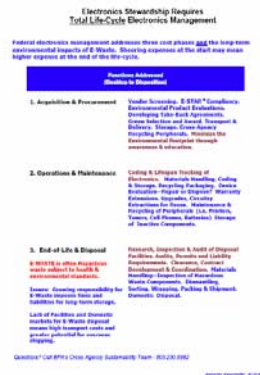 Electronics Stewardship Requires
Total Life-Cycle Electronics Management
Federal electronics management addresses three cost phases and the long-term
environmental impacts of E-Waste. Shearing expenses at the start may mean
higher expense at the end of the life-cycle.
Functions Addressed
(Desktop to Disposition)
1. Acquisition & Procurement
Vendor Screening. E-STAR® Compliancy.
Environmental Product Evaluations.
Developing Take-Back Agreements.
Green Selection and Award. Transport &
Delivery. Storage. Cross-Agency
Recycling Peripherals. Minimize the
Environmental Footprint through
awareness & education.
2. Operations & Maintenance
Coding & Lifespan Tracking of
Electronics. Materials Handling, Coding
& Storage. Recycling Packaging. Device
Evaluation—Repair or Dispose? Warranty
Extensions. Upgrades, Circuitry
Extractions for Reuse. Maintenance &
Recycling of Peripherals (i.e. Printers,
Toners, Cell Phones, Batteries) Storage
of Inactive Components.
3. End-of-Life & Disposal
E-WASTE is often Hazardous
waste subject to health &
environmental standards.
Issues: Growing responsibility for
E-Waste imposes fines and
liabilities for long-term storage.
Lack of Facilities and Domestic
markets for E-Waste disposal
means high transport costs and
greater potential for overseas
shipping.
Research, Inspection & Audit of Disposal
Facilities. Audits, Permits and Liability
Requirements. Clearance, Contract
Development & Coordination. Materials
Handling—Inspection of Hazardous
Waste Components. Dismantling,
Sorting, Wrapping, Packing & Shipment.
Domestic Disposal.
Questions? Call
Cross Agency Sustainability Team -